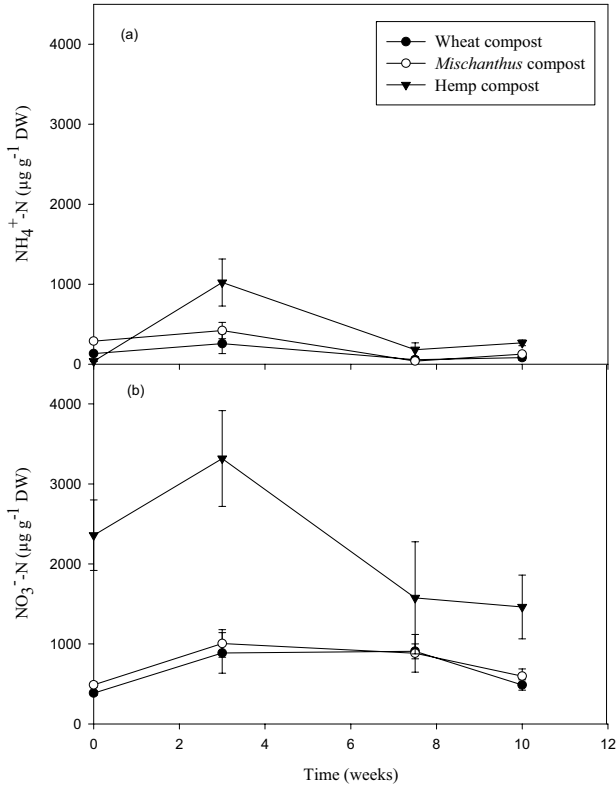 (a)
Wheat compost
Mischanthus compost
Hemp compost
NH4+-N (µg g-1 DW)
4000
3000
2000
1000
0
(b)
NO3--N (µg g-1 DW)
4000
3000
2000
1000
0
0 2 4 6 8 10 12
Time (weeks)